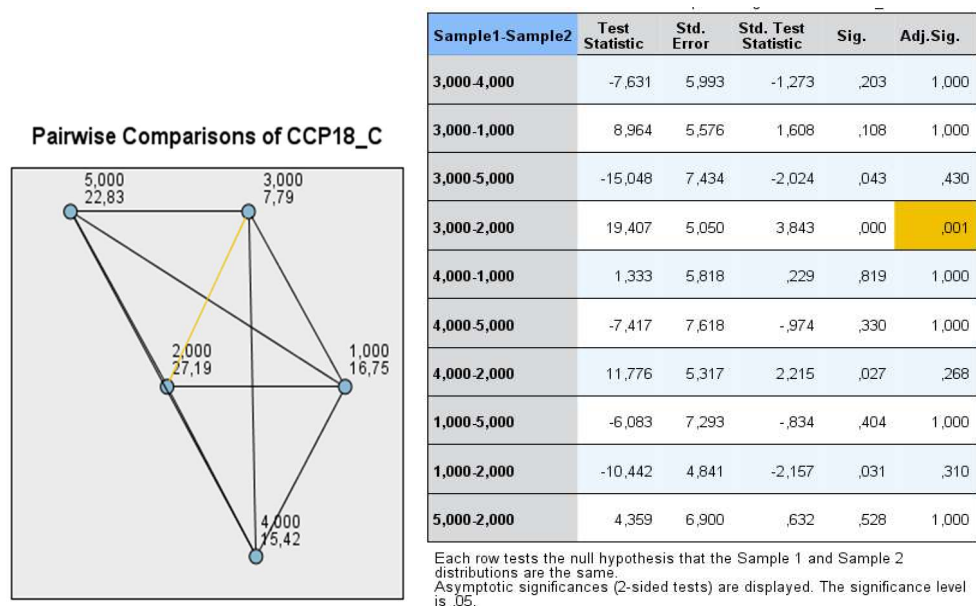 Pairwise Comparisons of CCP18_C
5,000
22,83
3,000
7,79
2,000
27,19
1,000
16,75
4,000
15,42
Sample1-Sample2 Test Statistic Std. Error Std. Test Statistic Sig. Adj.Sig.
3,000-4,000 -7,631 5,993 -1,273 ,203 1,000
3,000-1,000 8,964 5,576 1,608 ,108 1,000
3,000-5,000 -15,048 7,434 -2,024 ,043 ,430
3,000-2,000 19,407 5,050 3,843 ,000 ,001
4,000-1,000 1,333 5,818 ,229 ,819 1,000
4,000-5,000 -7,417 7,618 -,974 ,330 1,000
4,000-2,000 11,776 5,317 2,215 ,027 ,268
1,000-5,000 -6,083 7,293 -,834 ,404 1,000
1,000-2,000 -10,442 4,841 -2,157 ,031 ,310
5,000-2,000 4,359 6,900 ,632 ,528 1,000
Each row tests the null hypothesis that the Sample 1 and Sample 2
distributions are the same.
Asymptotic significances (2-sided tests) are displayed. The significance level
is ,05.